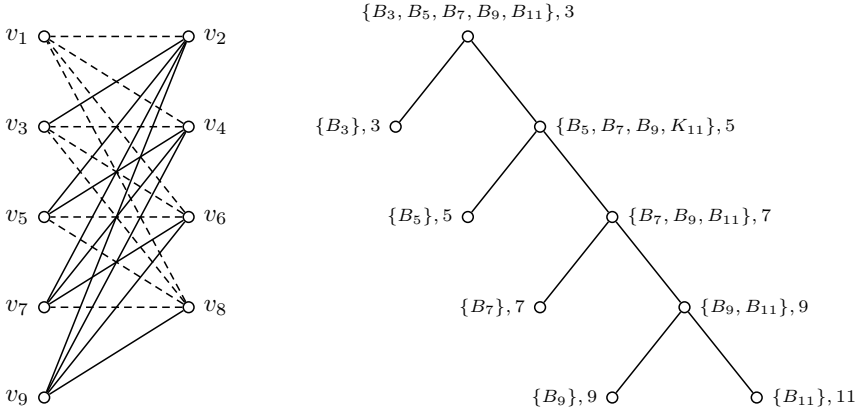 {B₃, B₅, B₇, B₉, B₁₁}, 3
v₁ v₂
v₃ v₄ {B₃}, 3 {B₅, B₇, B₉, K₁₁}, 5
v₅ v₆ {B₅}, 5 {B₇, B₉, B₁₁}, 7
v₇ v₈ {B₇}, 7 {B₉, B₁₁}, 9
v₉ {B₉}, 9 {B₁₁}, 11